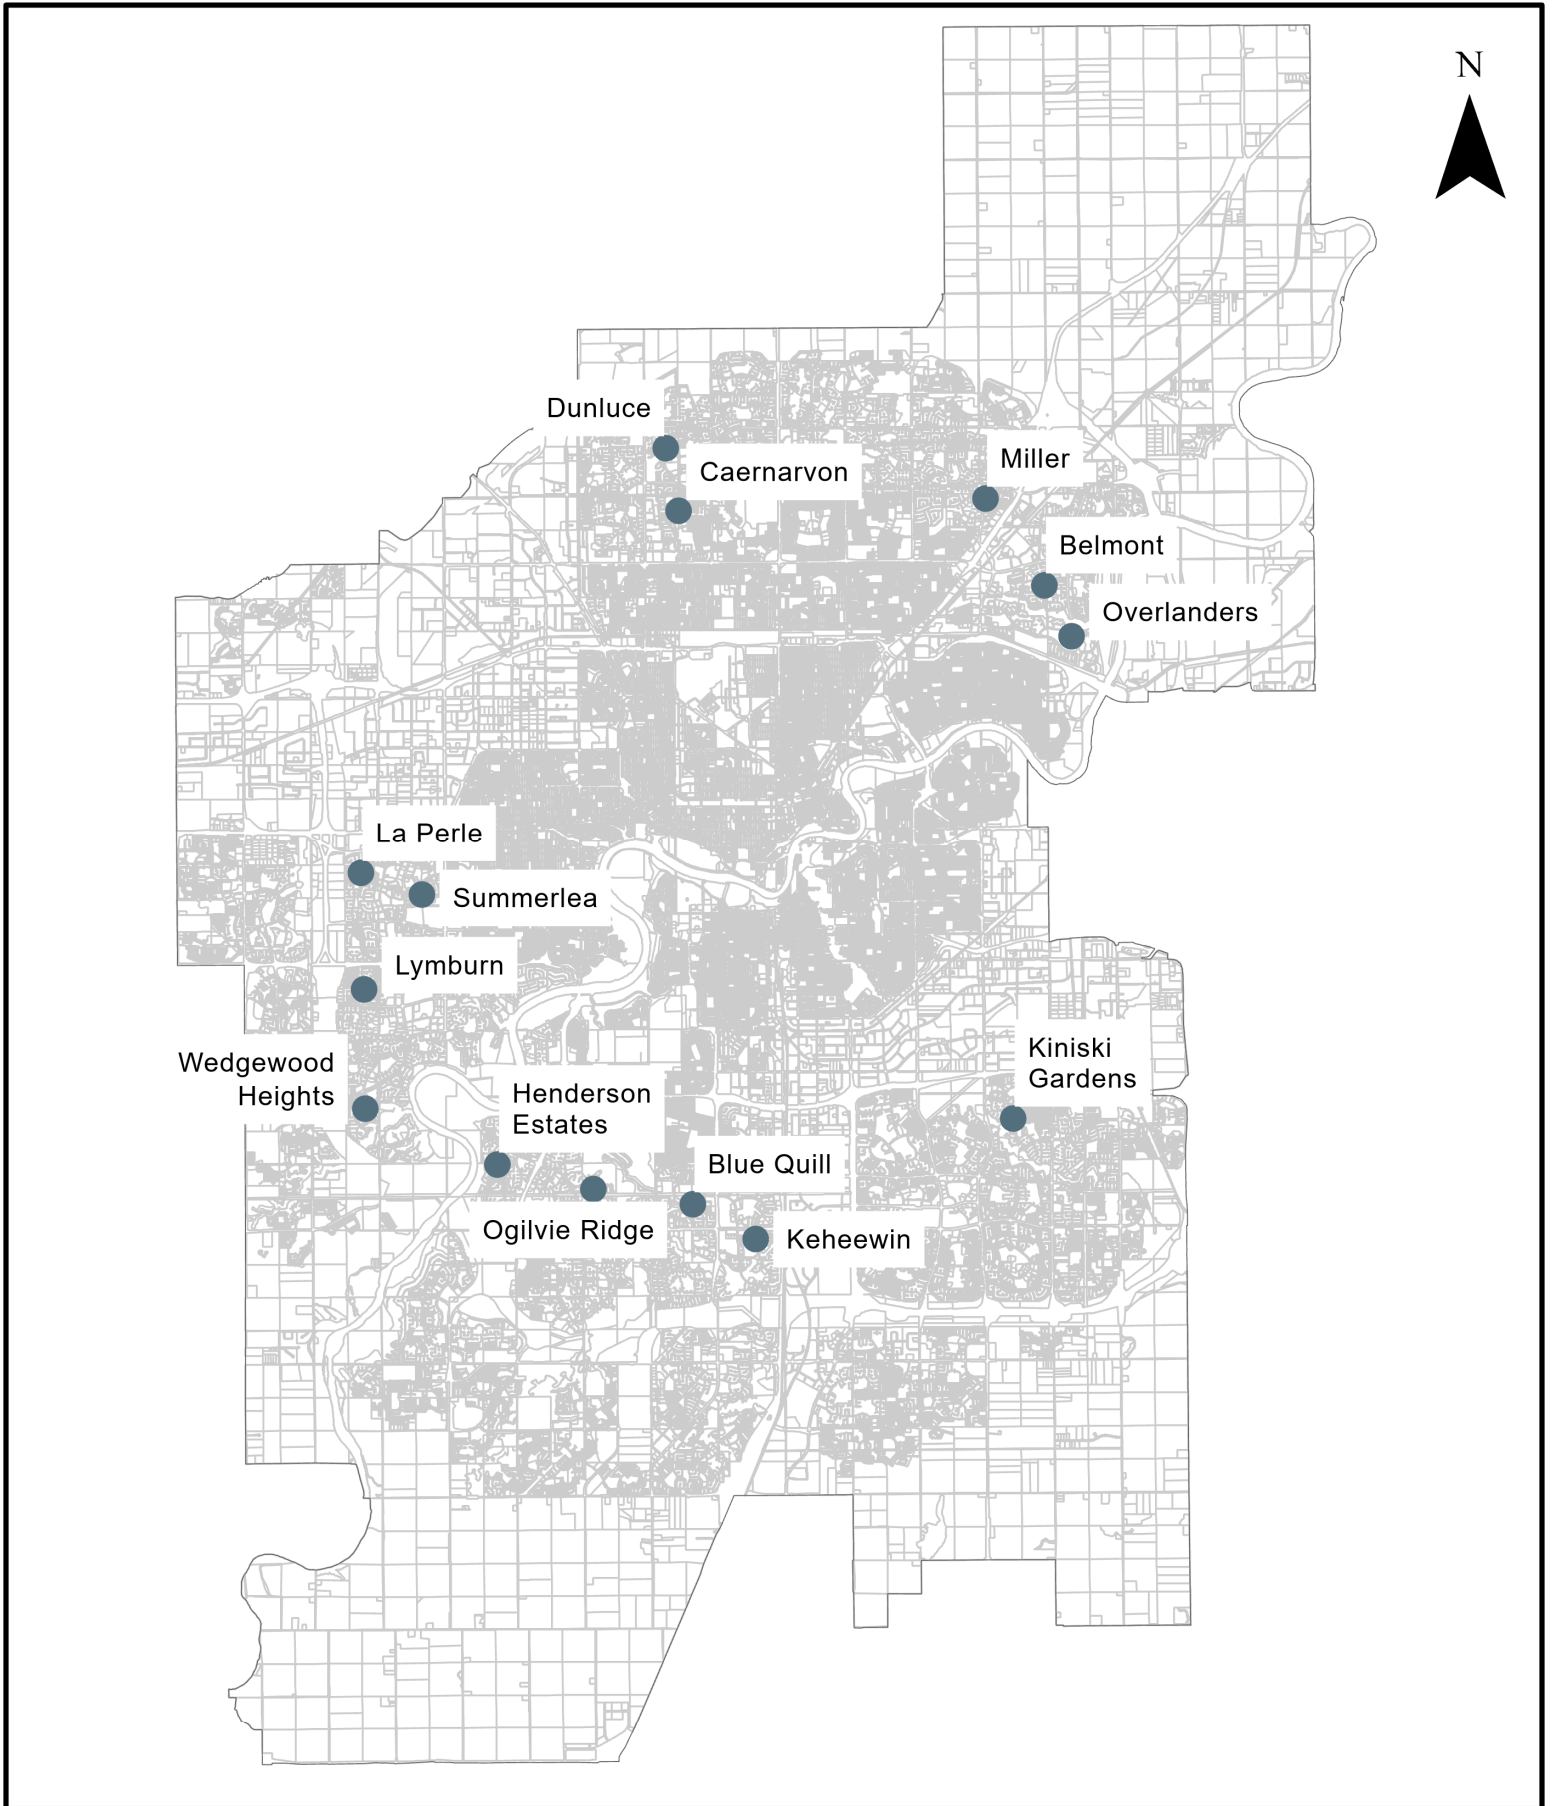 N
Dunluce
Caernarvon
Miller
Belmont
Overlanders
La Perle
Summerlea
Lymburn
Wedgewood
Heights
Henderson
Estates
Kiniski
Gardens
Blue Quill
Ogilvie Ridge
Keheewin